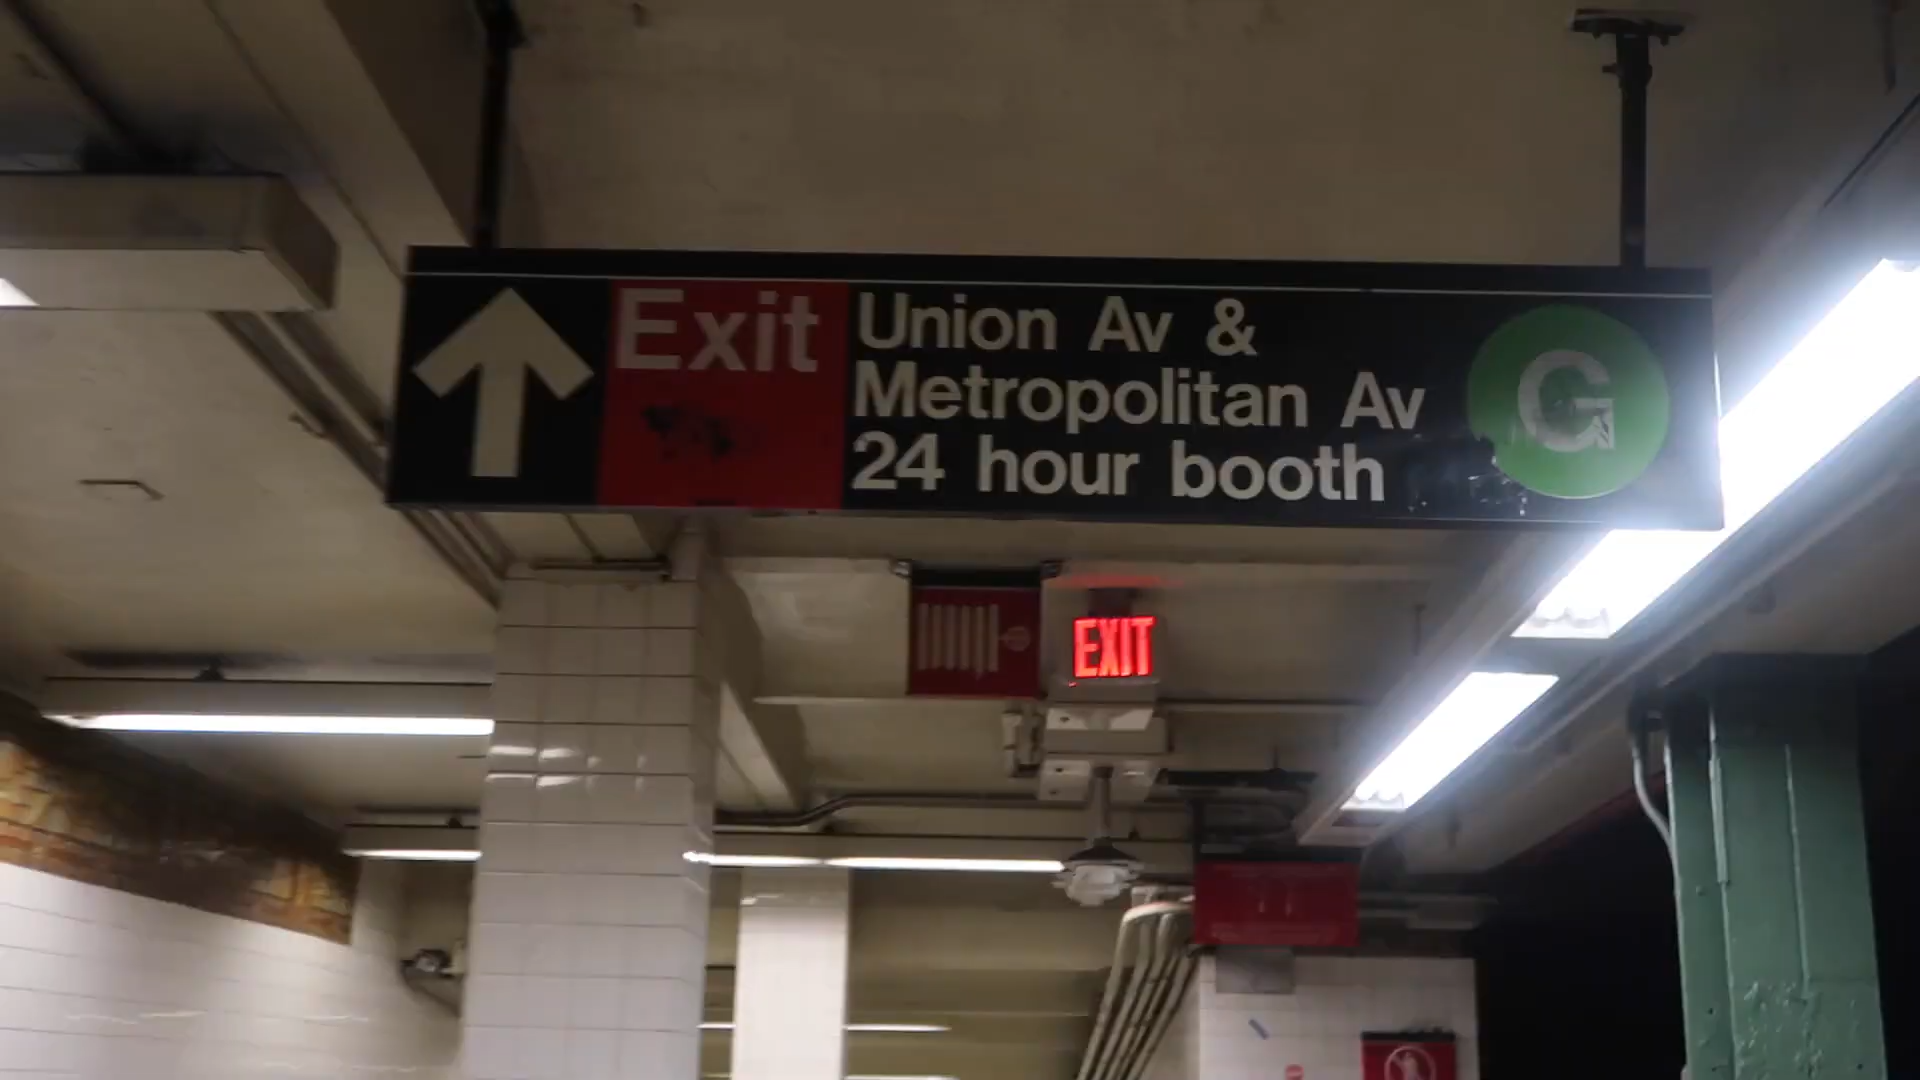 Exit
Union Av &
Metropolitan Av
24 hour booth
G
EXIT